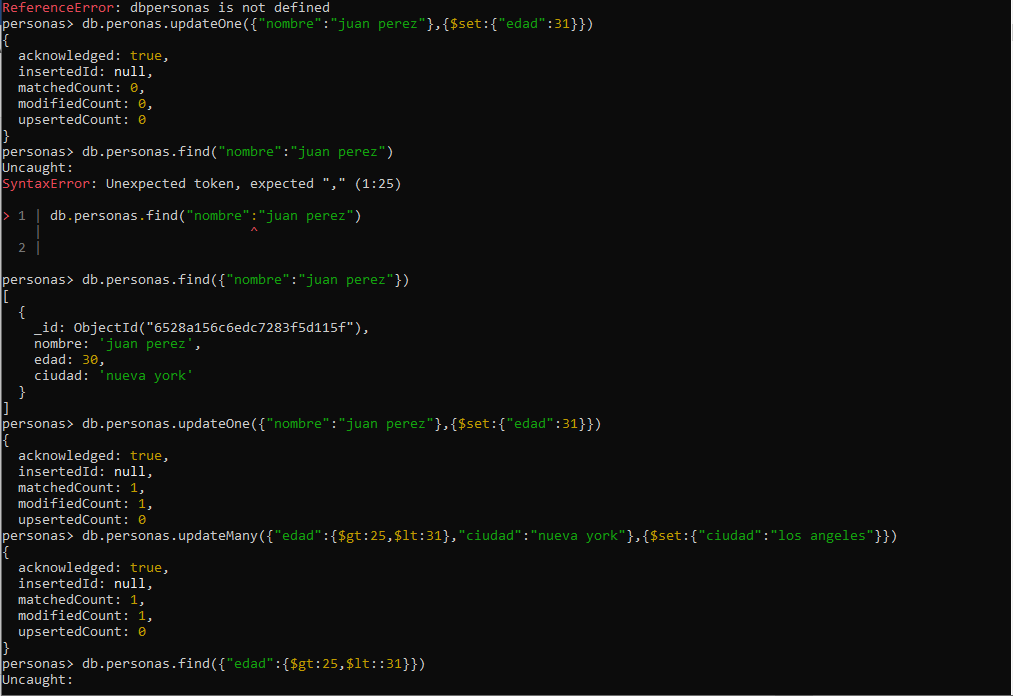 ReferenceError: dbpersonas is not defined
personas> db.peronas.updateOne({"nombre":"juan perez"},{$set:{"edad":31}})
{
  acknowledged: true,
  insertedId: null,
  matchedCount: 0,
  modifiedCount: 0,
  upsertedCount: 0
}
personas> db.personas.find("nombre":"juan perez")
Uncaught:
SyntaxError: Unexpected token, expected "," (1:25)
> 1 | db.personas.find("nombre":"juan perez")
    |                          ^
  2 |
personas> db.personas.find({"nombre":"juan perez"})
[
  {
    _id: ObjectId("6528a156c6edc7283f5d115f"),
    nombre: 'juan perez',
    edad: 30,
    ciudad: 'nueva york'
  }
]
personas> db.personas.updateOne({"nombre":"juan perez"},{$set:{"edad":31}})
{
  acknowledged: true,
  insertedId: null,
  matchedCount: 1,
  modifiedCount: 1,
  upsertedCount: 0
personas> db.personas.updateMany({"edad":{$gt:25,$lt:31},"ciudad":"nueva york"},{$set:{"ciudad":"los angeles"}})
{
  acknowledged: true,
  insertedId: null,
  matchedCount: 1,
  modifiedCount: 1,
  upsertedCount: 0
}
personas> db.personas.find({"edad":{$gt:25,$lt::31}})
Uncaught: